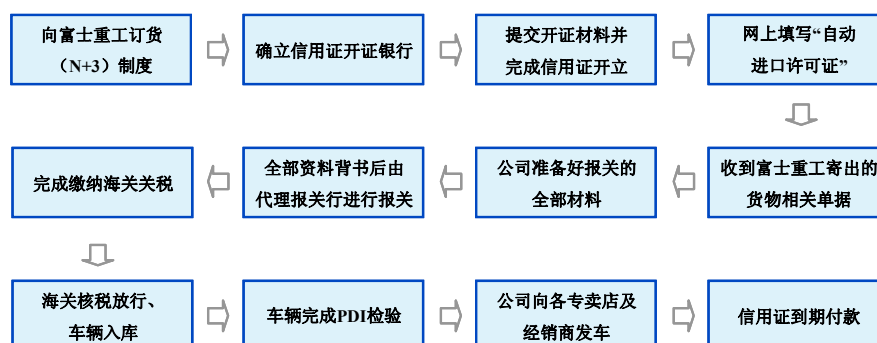 向富士重工订货
（N+3）制度
确立信用证开证银行
提交开证材料并
完成信用证开立
网上填写“自动
进口许可证”
收到富士重工寄出的
货物相关单据
公司准备好报关的
全部材料
全部资料背书后由
代理报关行进行报关
完成缴纳海关关税
海关核税放行、
车辆入库
车辆完成PDI检验
公司向各专卖店及
经销商发车
信用证到期付款